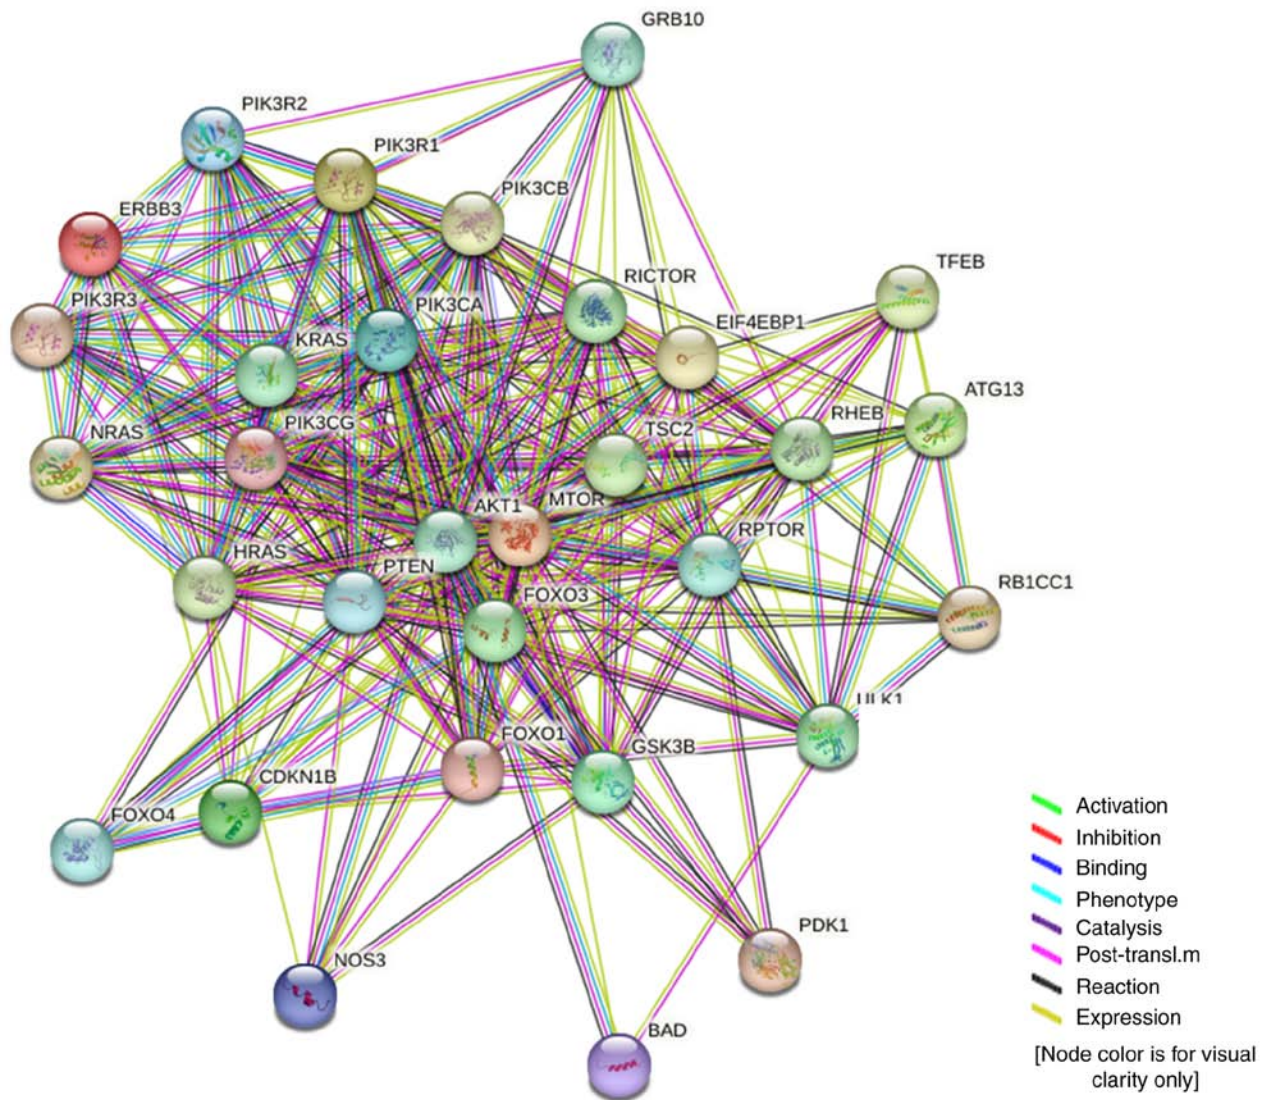 GRB10
PIK3R2
PIK3R1
PIK3CB
ERBB3
TFEB
RICTOR
PIK3R3
PIK3CA
EIF4EBP1
KRAS
ATG13
RHEB
PIK3CG
TSC2
NRAS
AKT1
MTOR
RPTOR
HRAS
PTEN
RB1CC1
FOXO3
ULK1
FOXO1
GSK3B
CDKN1B
FOXO4
PDK1
NOS3
BAD
Activation
Inhibition
Binding
Phenotype
Catalysis
Post-transl.m
Reaction
Expression
[Node color is for visual
clarity only]